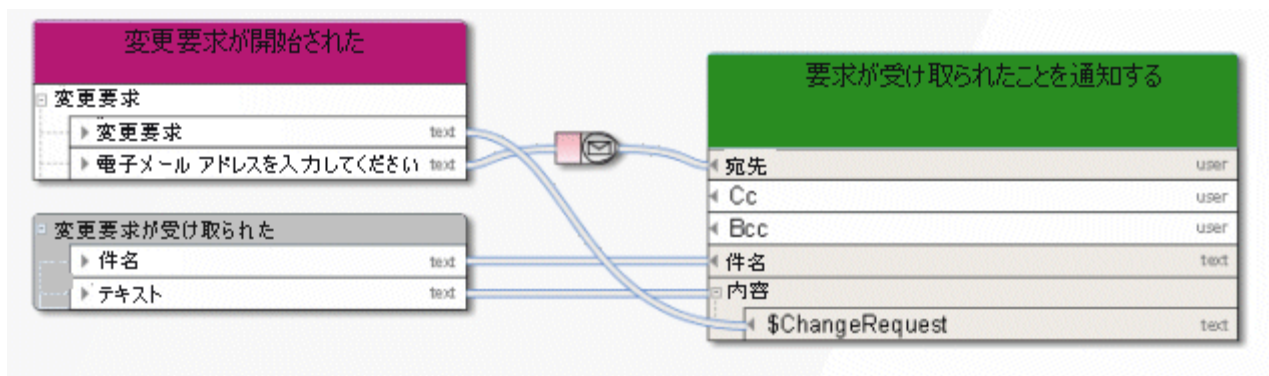 変更要求が開始された
変更要求
変更要求 text
電子メール アドレスを入力してください text
変更要求が受け取られた
件名 text
テキスト text
要求が受け取られたことを通知する
宛先 user
Cc user
Bcc user
件名 text
内容
$ChangeRequest text